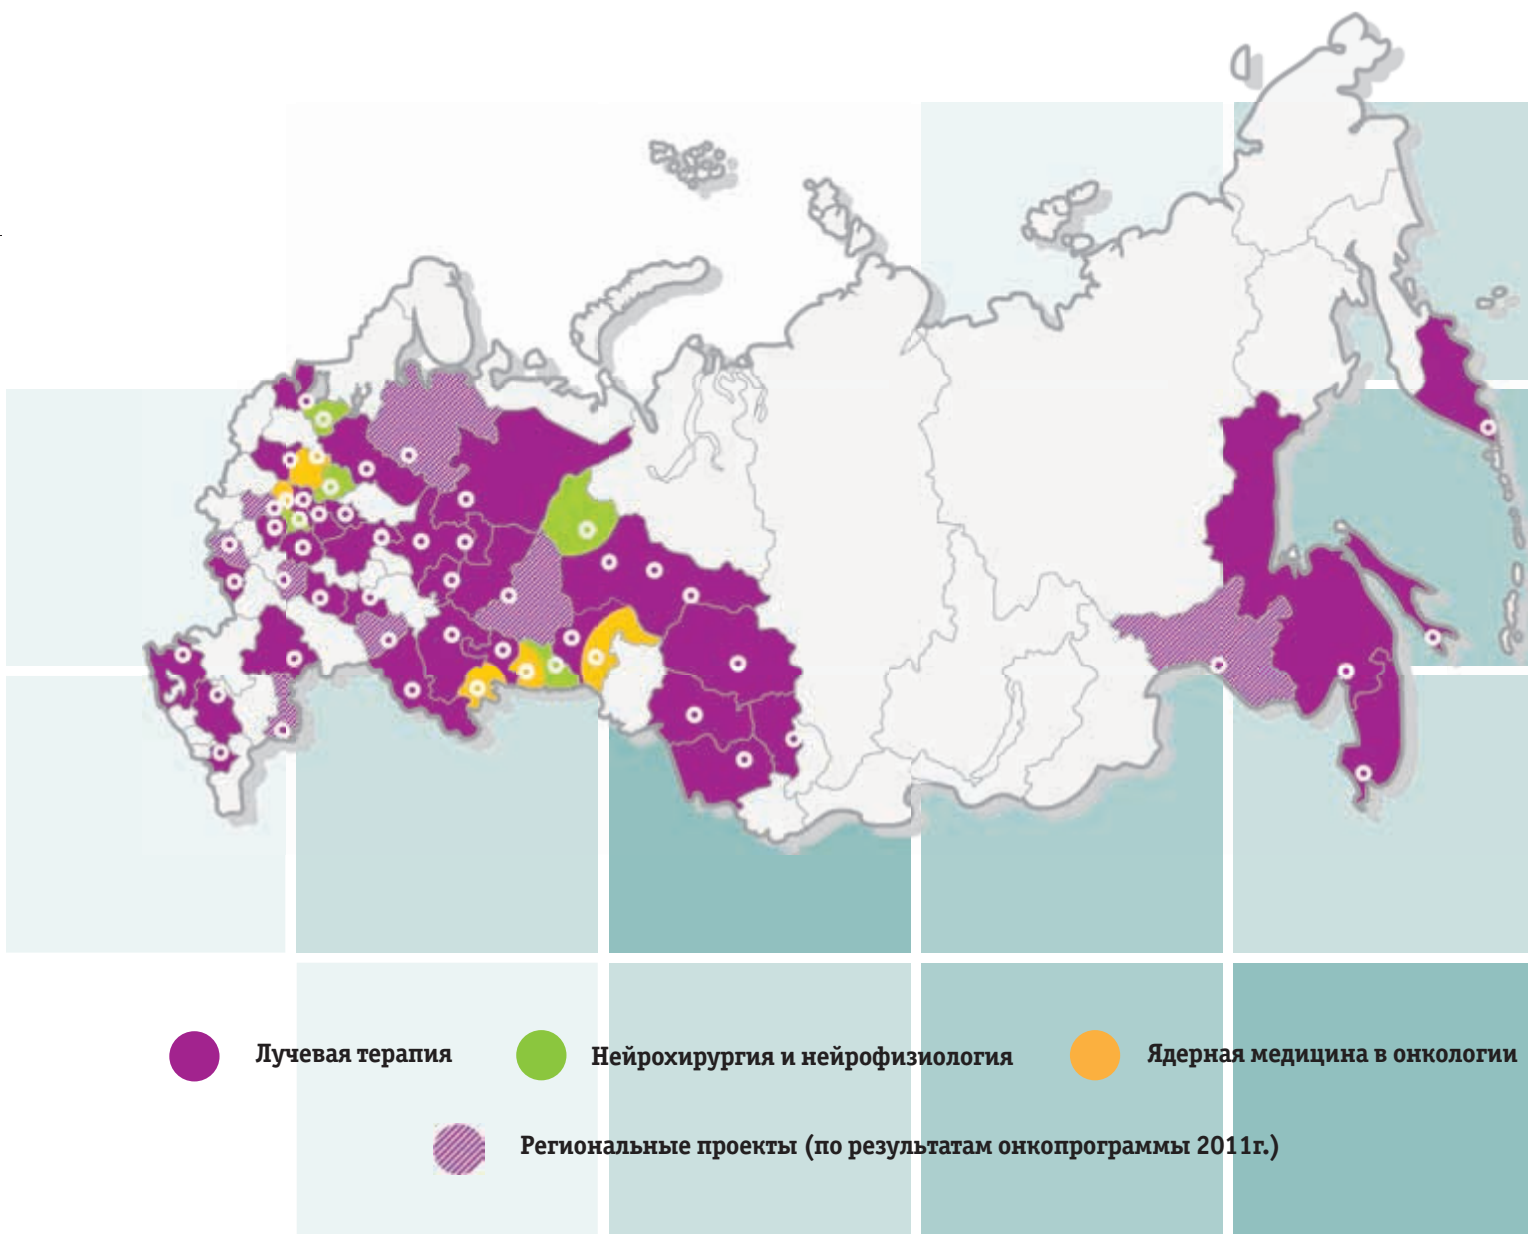 Лучевая терапия
Нейрохирургия и нейрофизиология
Ядерная медицина в онкологии
Региональные проекты (по результатам онкопрограммы 2011г.)